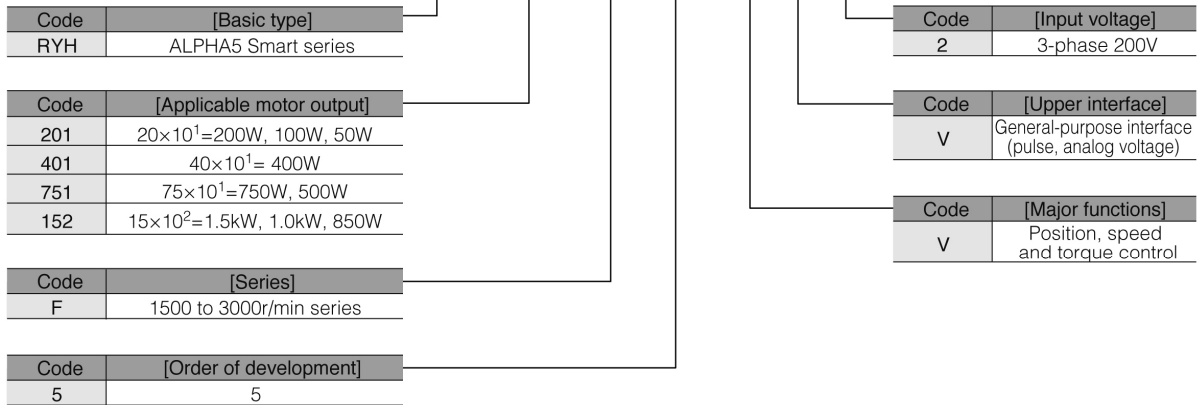 Code [Basic type]
RYH ALPHA5 Smart series
Code [Applicable motor output]
201 20×10¹=200W, 100W, 50W
401 40×10¹= 400W
751 75×10¹=750W, 500W
152 15×10²=1.5kW, 1.0kW, 850W
Code [Series]
F 1500 to 3000r/min series
Code [Order of development]
5 5
Code [Input voltage]
2 3-phase 200V
Code [Upper interface]
V General-purpose interface
(pulse, analog voltage)
Code [Major functions]
V Position, speed
and torque control